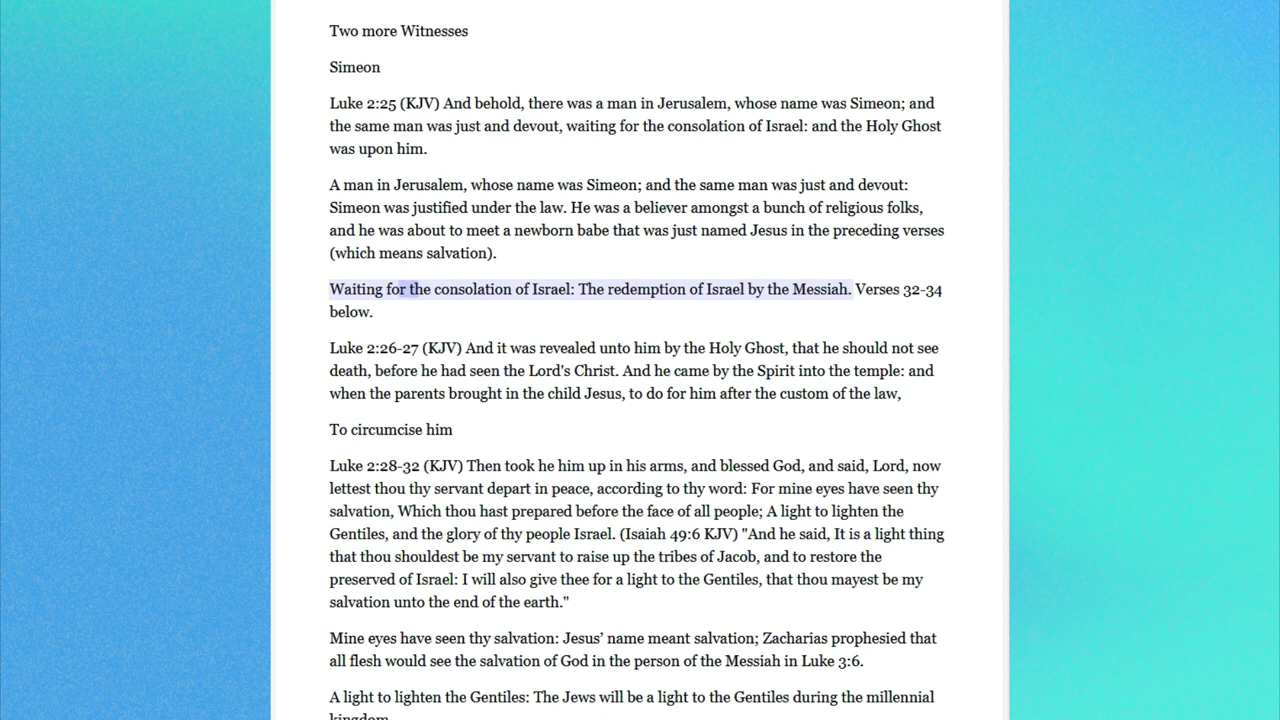 Two more Witnesses
Simeon
Luke 2:25 (KJV) And behold, there was a man in Jerusalem, whose name was Simeon; and
the same man was just and devout, waiting for the consolation of Israel: and the Holy Ghost
was upon him.
A man in Jerusalem, whose name was Simeon; and the same man was just and devout:
Simeon was justified under the law. He was a believer amongst a bunch of religious folks,
and he was about to meet a newborn babe that was just named Jesus in the preceding verses
(which means salvation).
Waiting for the consolation of Israel: The redemption of Israel by the Messiah. Verses 32-34
below.
Luke 2:26-27 (KJV) And it was revealed unto him by the Holy Ghost, that he should not see
death, before he had seen the Lord's Christ. And he came by the Spirit into the temple: and
when the parents brought in the child Jesus, to do for him after the custom of the law,
To circumcise him
Luke 2:28-32 (KJV) Then took he him up in his arms, and blessed God, and said, Lord, now
lettest thou thy servant depart in peace, according to thy word: For mine eyes have seen thy
salvation, Which thou hast prepared before the face of all people; A light to lighten the
Gentiles, and the glory of thy people Israel. (Isaiah 49:6 KJV) "And he said, It is a light thing
that thou shouldest be my servant to raise up the tribes of Jacob, and to restore the
preserved of Israel: I will also give thee for a light to the Gentiles, that thou mayest be my
salvation unto the end of the earth."
Mine eyes have seen thy salvation: Jesus’ name meant salvation; Zacharias prophesied that
all flesh would see the salvation of God in the person of the Messiah in Luke 3:6.
A light to lighten the Gentiles: The Jews will be a light to the Gentiles during the millennial
kingdom